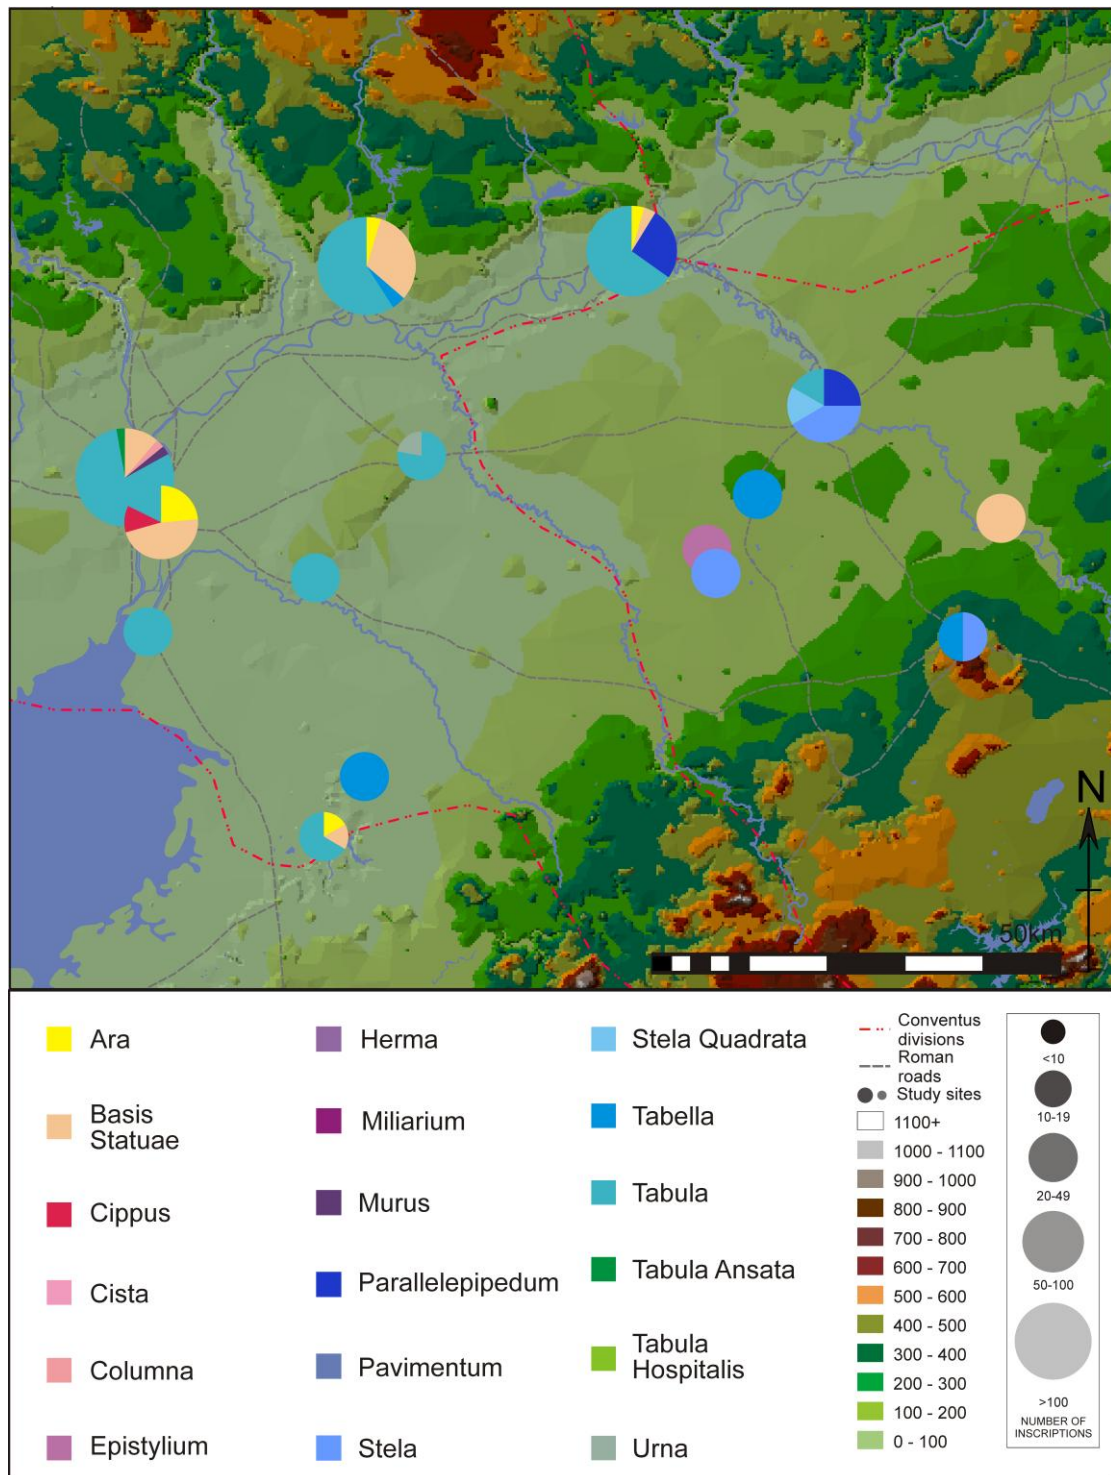 N
50km
Ara
Basis
Statuae
Cippus
Cista
Columna
Epistylium
Herma
Miliarium
Murus
Parallelepipedum
Pavimentum
Stela
Stela Quadrata
Tabella
Tabula
Tabula Ansata
Tabula
Hospitalis
Urna
Conventus
divisions
Roman
roads
Study sites
1100+
1000 - 1100
900 - 1000
800 - 900
700 - 800
600 - 700
500 - 600
400 - 500
300 - 400
200 - 300
100 - 200
0 - 100
<10
10-19
20-49
50-100
>100
NUMBER OF
INSCRIPTIONS